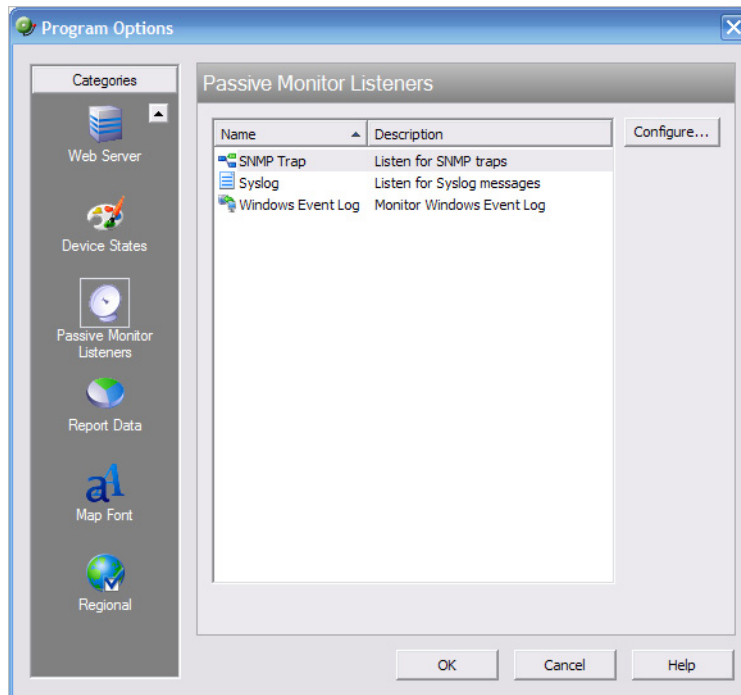 Program Options
Categories
Web Server
Device States
Passive Monitor
Listeners
Report Data
Map Font
Regional
Passive Monitor Listeners
Name Description
SNMP Trap Listen for SNMP traps
Syslog Listen for Syslog messages
Windows Event Log Monitor Windows Event Log
Configure...
OK Cancel Help